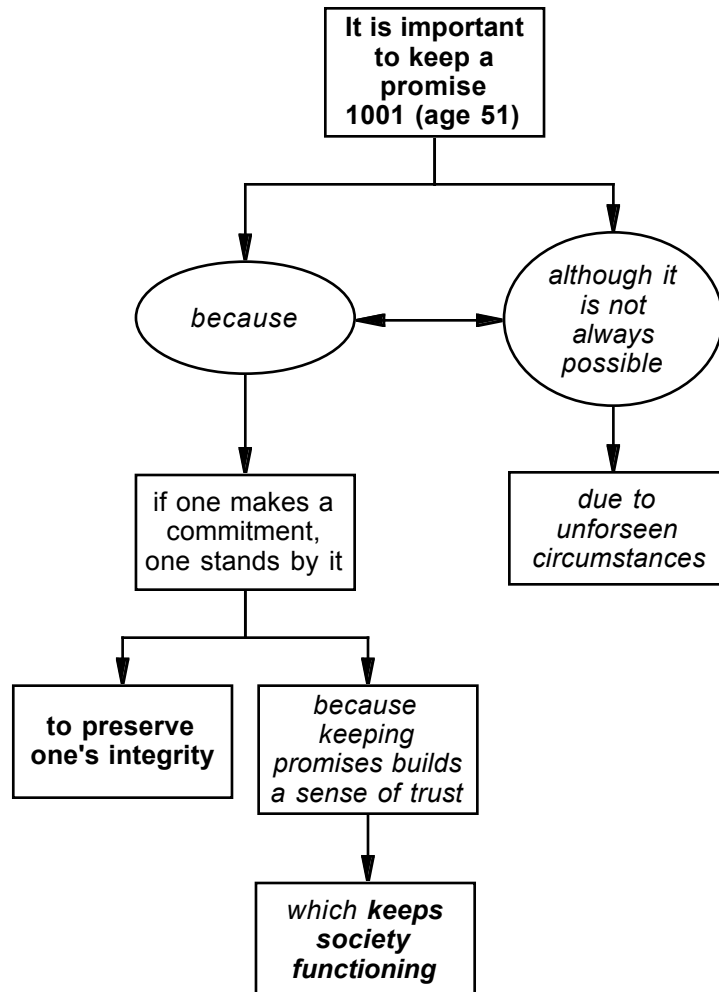 It is important
to keep a
promise
1001 (age 51)
because
although it
is not
always
possible
if one makes a
commitment,
one stands by it
due to
unforseen
circumstances
to preserve
one's integrity
because
keeping
promises builds
a sense of trust
which keeps
society
functioning